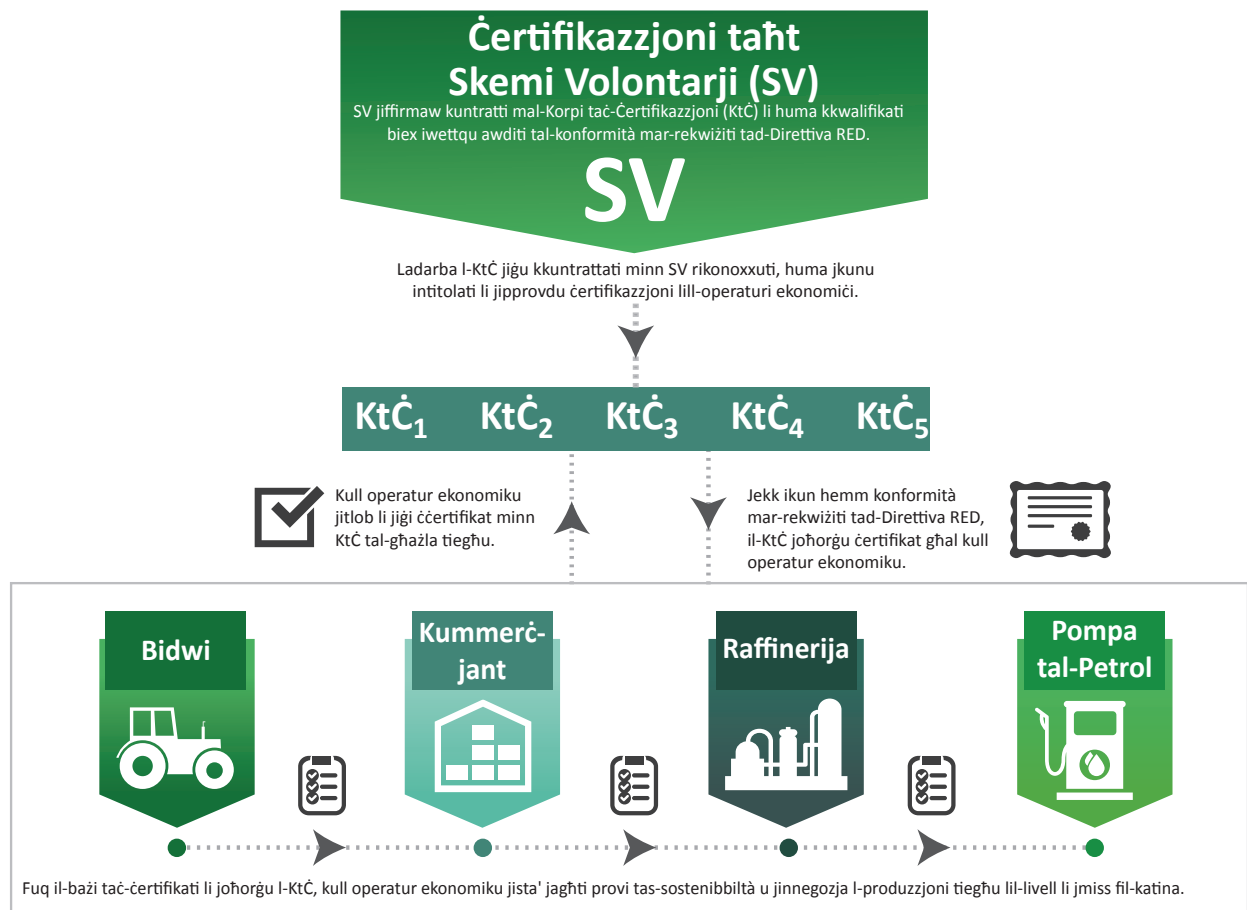 Ċertifikazzjoni taħt
Skemi Volontarji (SV)
SV jiffirmaw kuntratti mal-Korpi taċ-Ċertifikazzjoni (KtĊ) li huma kkwalifikati
biex iwettqu awditi tal-konformità mar-rekwiżiti tad-Direttiva RED.
SV
Ladarba l-KtĊ jiġu kkuntrattati minn SV rikonoxxuti, huma jkunu
intitolati li jipprovdu ċertifikazzjoni lill-operaturi ekonomiċi.
KtĊ₁ KtĊ₂ KtĊ₃ KtĊ₄ KtĊ₅
Kull operatur ekonomiku
jitlob li jiġi ċċertifikat minn
KtĊ tal-għażla tiegħu.
Jekk ikun hemm konformità
mar-rekwiżiti tad-Direttiva RED,
il-KtĊ joħorġu ċertifikat għal kull
operatur ekonomiku.
Bidwi
Kummerċ-
jant
Raffinerija
Pompa
tal-Petrol
Fuq il-bażi taċ-ċertifikati li joħorġu l-KtĊ, kull operatur ekonomiku jista' jagħti provi tas-sostenibbiltà u jinnegozja l-produzzjoni tiegħu lil-livell li jmiss fil-katina.